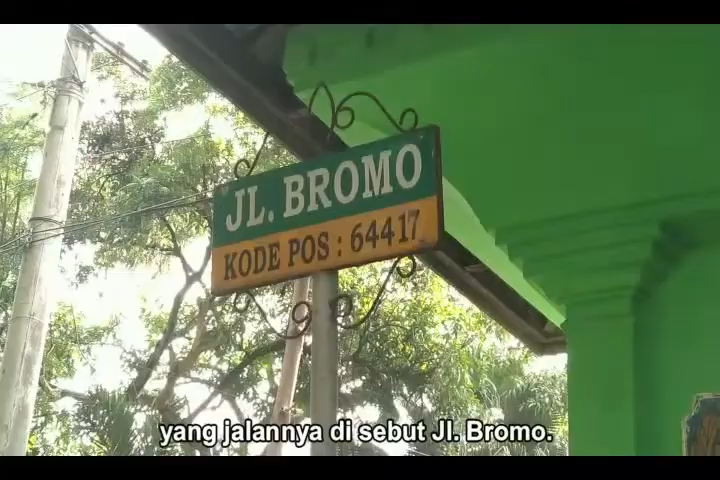 JL. BROMO
KODE POS : 64417
yang jalannya di sebut Jl. Bromo.